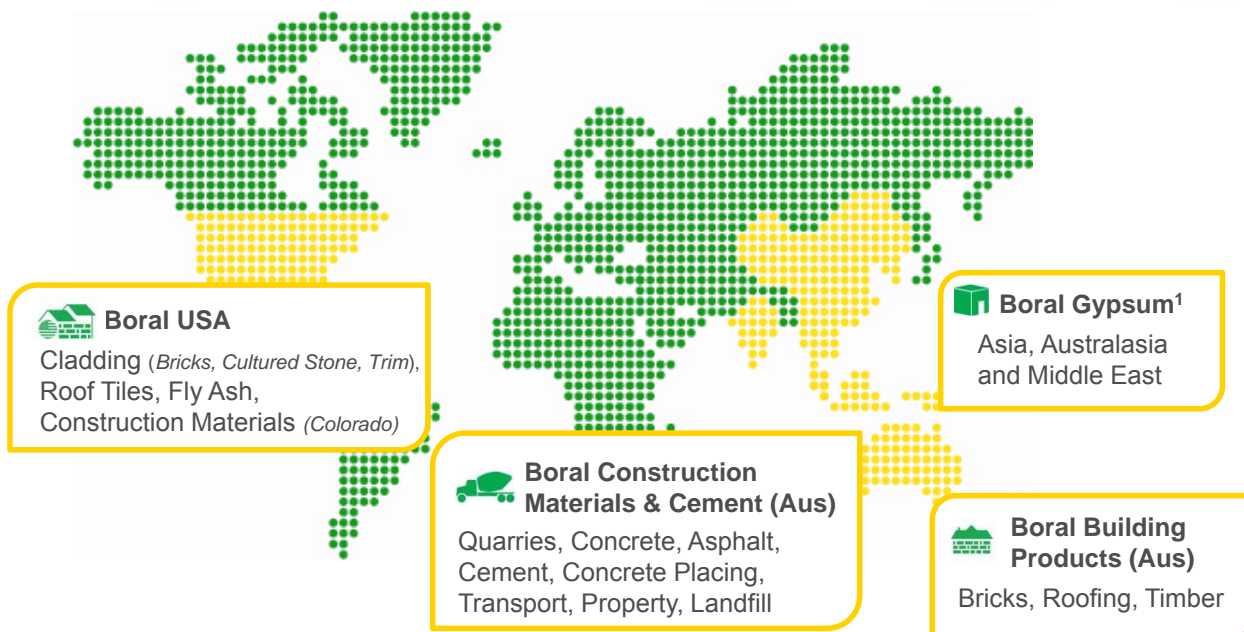 Boral USA
Cladding (Bricks, Cultured Stone, Trim),
Roof Tiles, Fly Ash,
Construction Materials (Colorado)
Boral Construction
Materials & Cement (Aus)
Quarries, Concrete, Asphalt,
Cement, Concrete Placing,
Transport, Property, Landfill
Boral Gypsum¹
Asia, Australasia
and Middle East
Boral Building
Products (Aus)
Bricks, Roofing, Timber